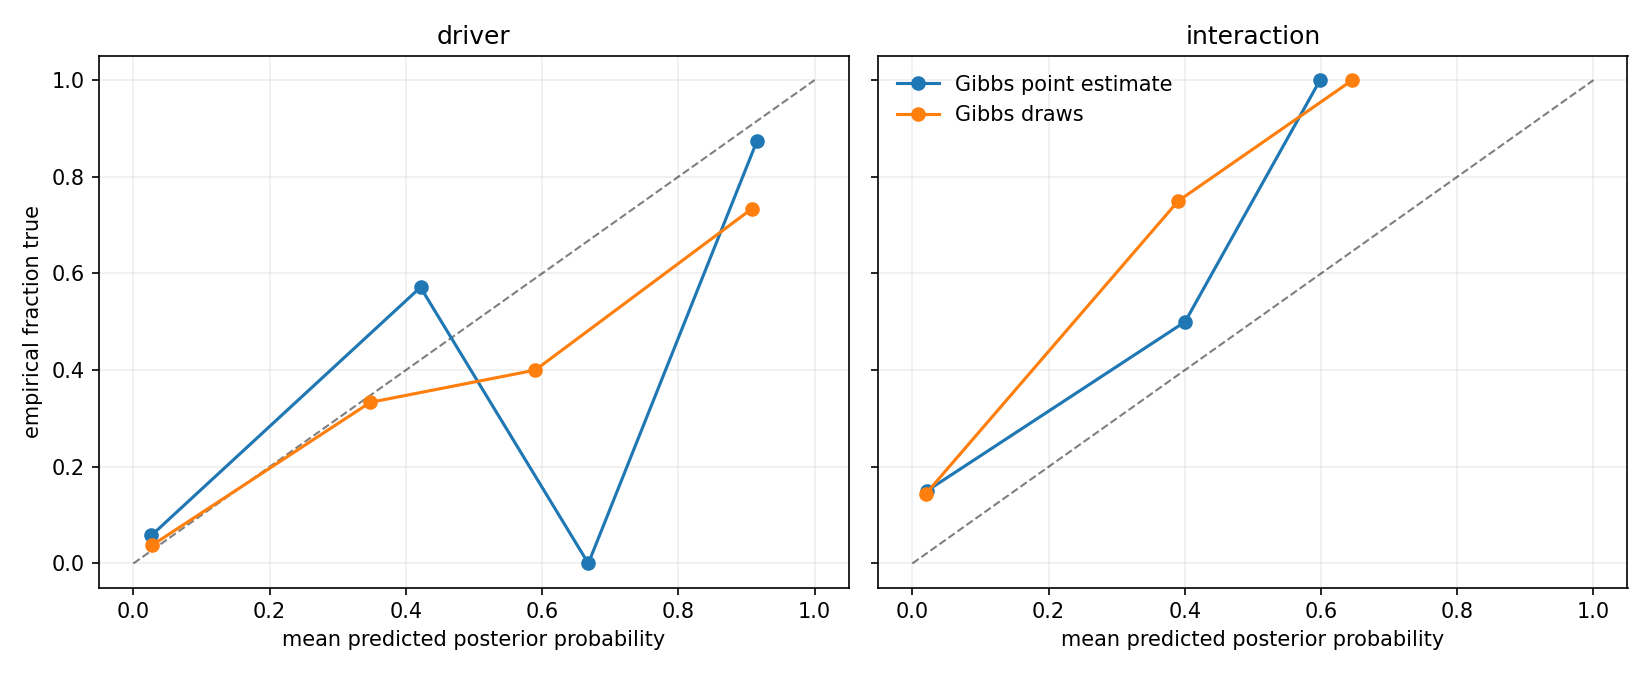 driver
interaction
Gibbs point estimate
Gibbs draws
empirical fraction true
1.0
0.8
0.6
0.4
0.2
0.0
0.0 0.2 0.4 0.6 0.8 1.0
0.0 0.2 0.4 0.6 0.8 1.0
mean predicted posterior probability
mean predicted posterior probability